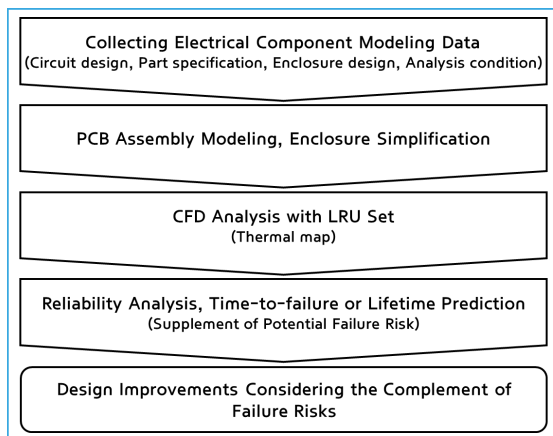 Collecting Electrical Component Modeling Data
(Circuit design, Part specification, Enclosure design, Analysis condition)
PCB Assembly Modeling, Enclosure Simplification
CFD Analysis with LRU Set
(Thermal map)
Reliability Analysis, Time-to-failure or Lifetime Prediction
(Supplement of Potential Failure Risk)
Design Improvements Considering the Complement of
Failure Risks